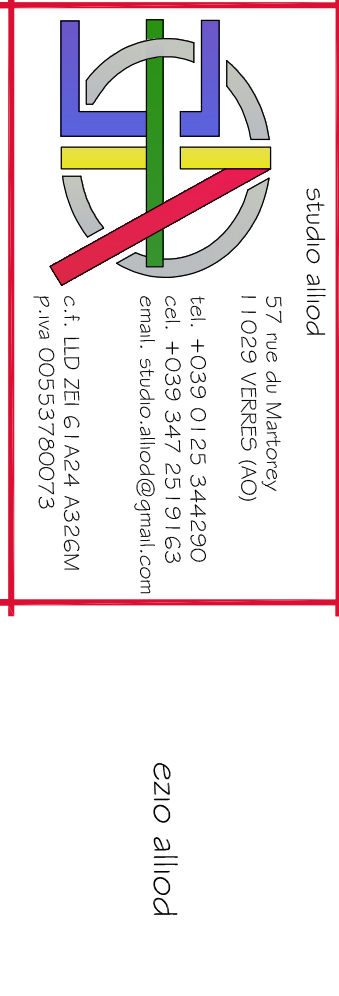 studio alliod
57 rue du Martorey
11029 VERRES (AO)
tel. +039 0125 344290
cel. +039 347 2519163
email. studio.alliod@gmail.com
c.f. LLD ZEI 61A24 A326M
p.iva 00553780073
ezio alliod